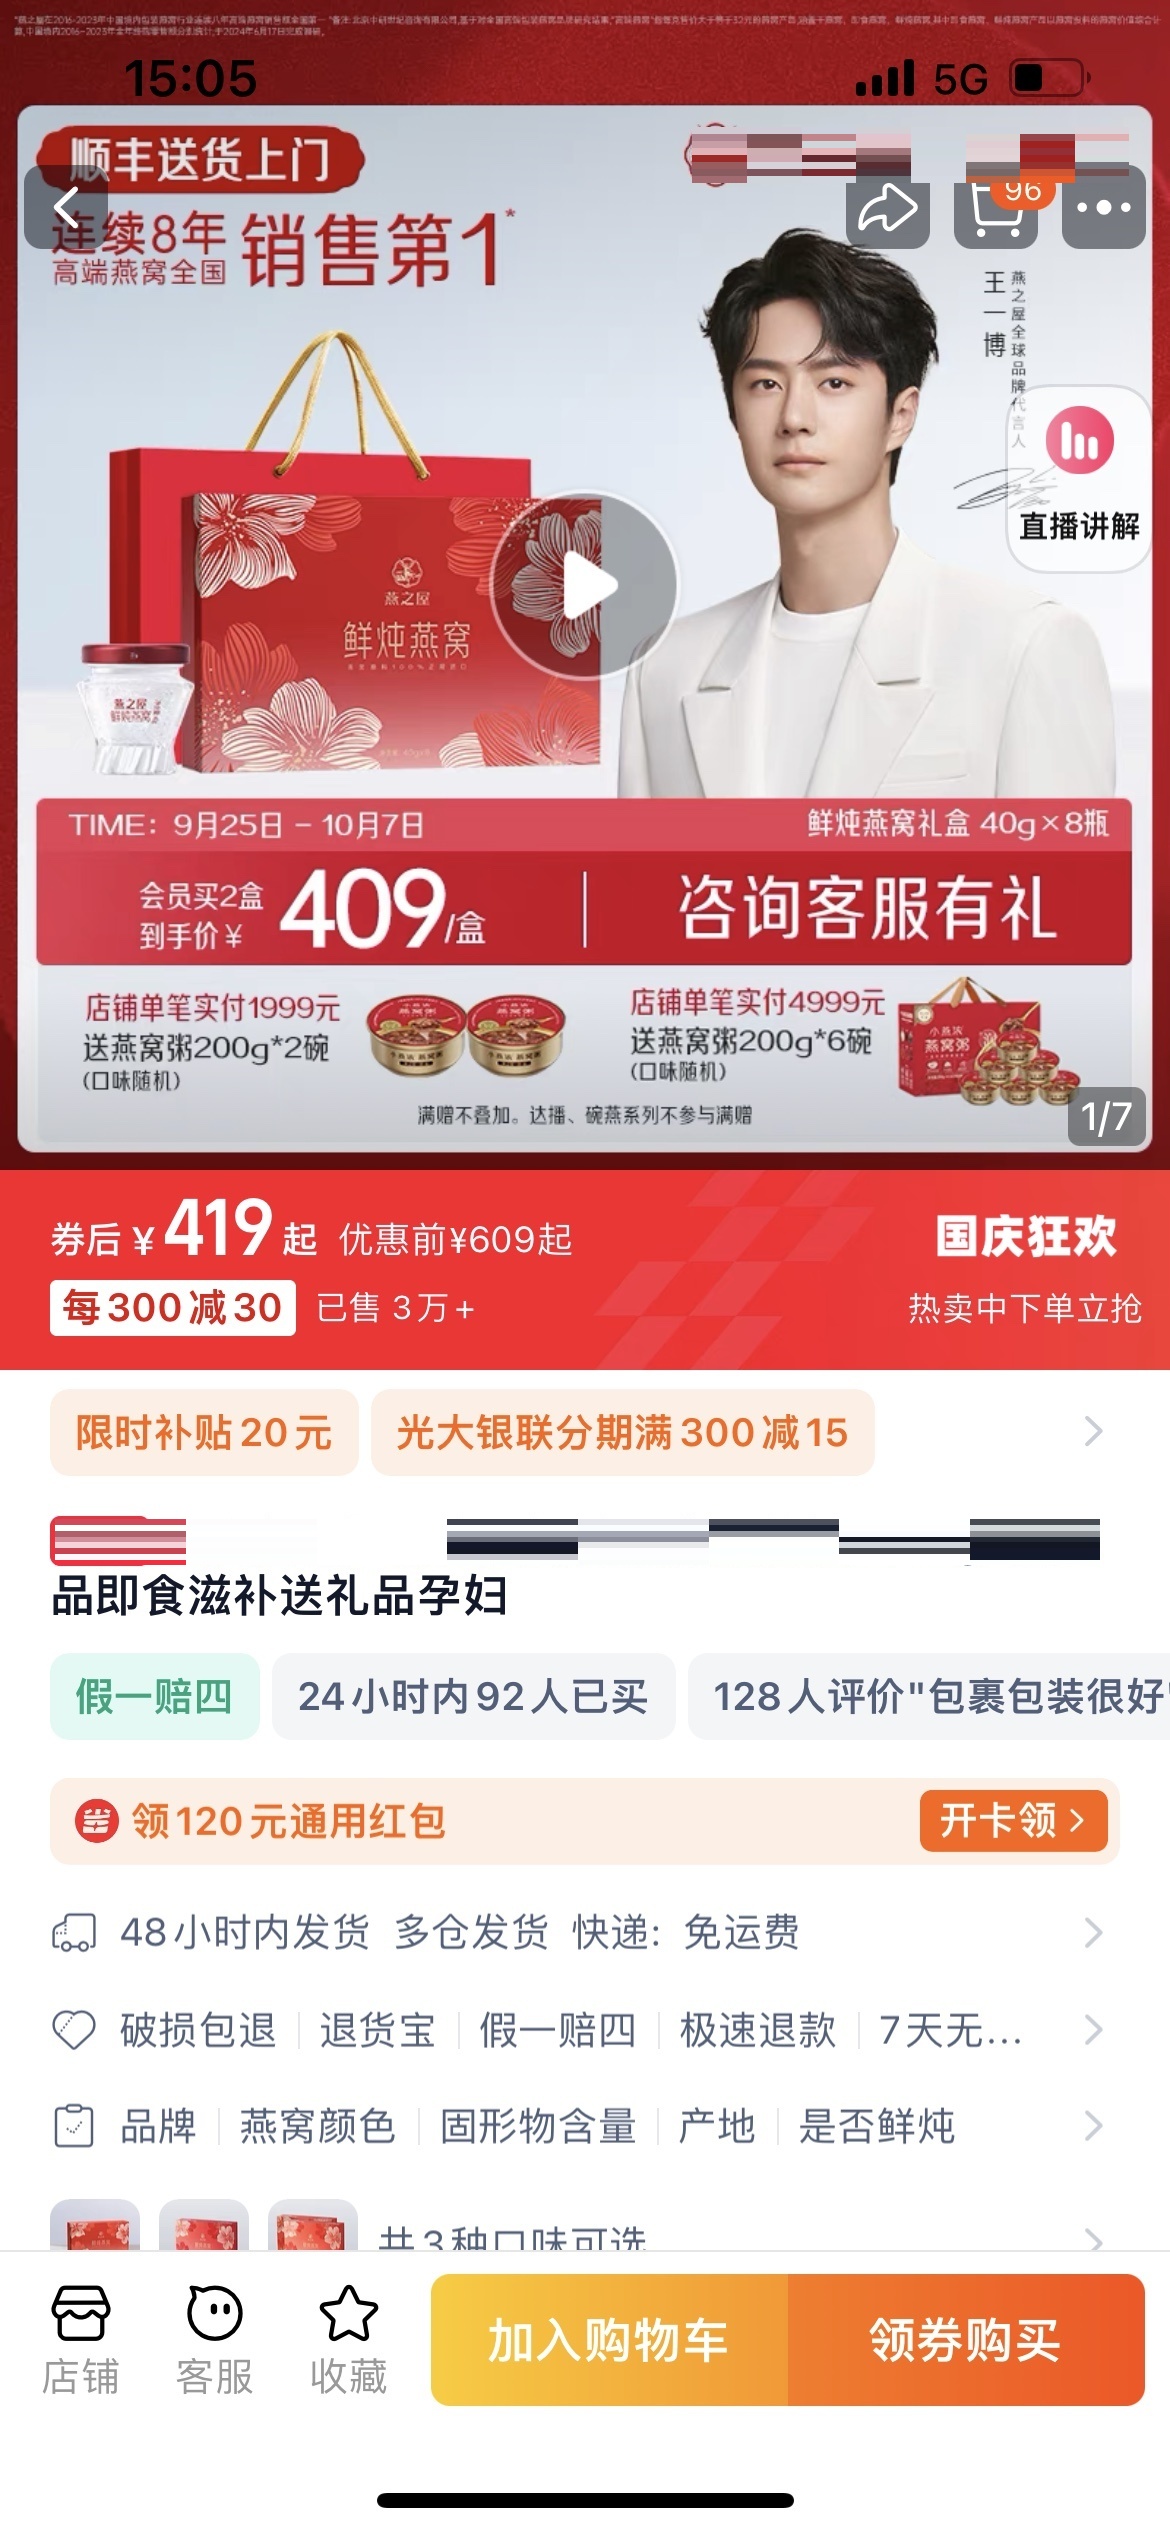 15:05
5G
顺丰送货上门
连续8年
高端燕窝全国
销售第1*
96
王一博
燕之屋全球品牌代言人
直播讲解
燕之屋
鲜炖燕窝
燕之屋
鲜炖燕窝
TIME：9月25日 - 10月7日
鲜炖燕窝礼盒 40g×8瓶
会员买2盒
到手价¥
409/盒
咨询客服有礼
店铺单笔实付1999元
送燕窝粥200g*2碗
(口味随机)
店铺单笔实付4999元
送燕窝粥200g*6碗
(口味随机)
小燕浓
燕窝粥
满赠不叠加。达播、碗燕系列不参与满赠
1/7
券后 ¥419起 优惠前¥609起
国庆狂欢
每300减30 已售 3万+
热卖中下单立抢
限时补贴20元
光大银联分期满300减15
品即食滋补送礼品孕妇
假一赔四
24小时内92人已买
128人评价"包裹包装很好"
省 领120元通用红包
开卡领
48小时内发货 多仓发货 快递: 免运费
破损包退 退货宝 假一赔四 极速退款 7天无...
品牌 燕窝颜色 固形物含量 产地 是否鲜炖
共3种口味可选
店铺
客服
收藏
加入购物车
领券购买